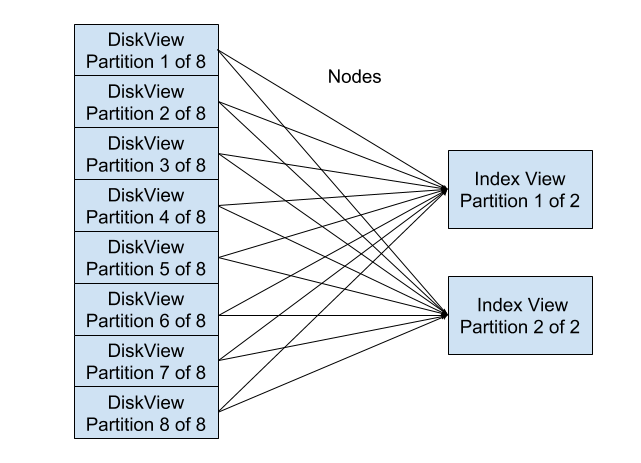 DiskView
Partition 1 of 8
DiskView
Partition 2 of 8
DiskView
Partition 3 of 8
DiskView
Partition 4 of 8
DiskView
Partition 5 of 8
DiskView
Partition 6 of 8
DiskView
Partition 7 of 8
DiskView
Partition 8 of 8
Nodes
Index View
Partition 1 of 2
Index View
Partition 2 of 2